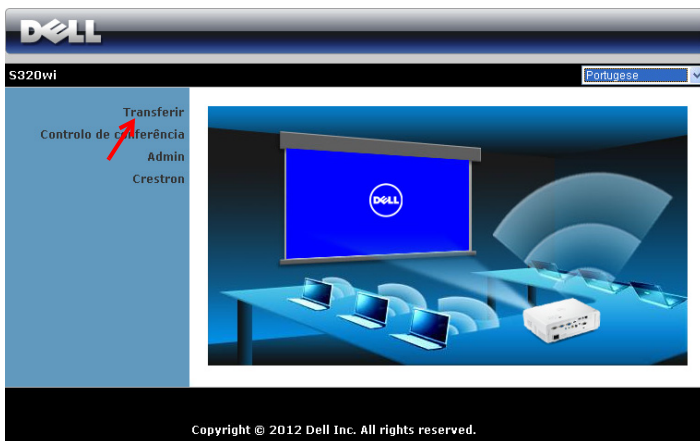 DELL
S320wi
Portugese
Transferir
Controlo de conferência
Admin
Crestron
DELL
Copyright © 2012 Dell Inc. All rights reserved.